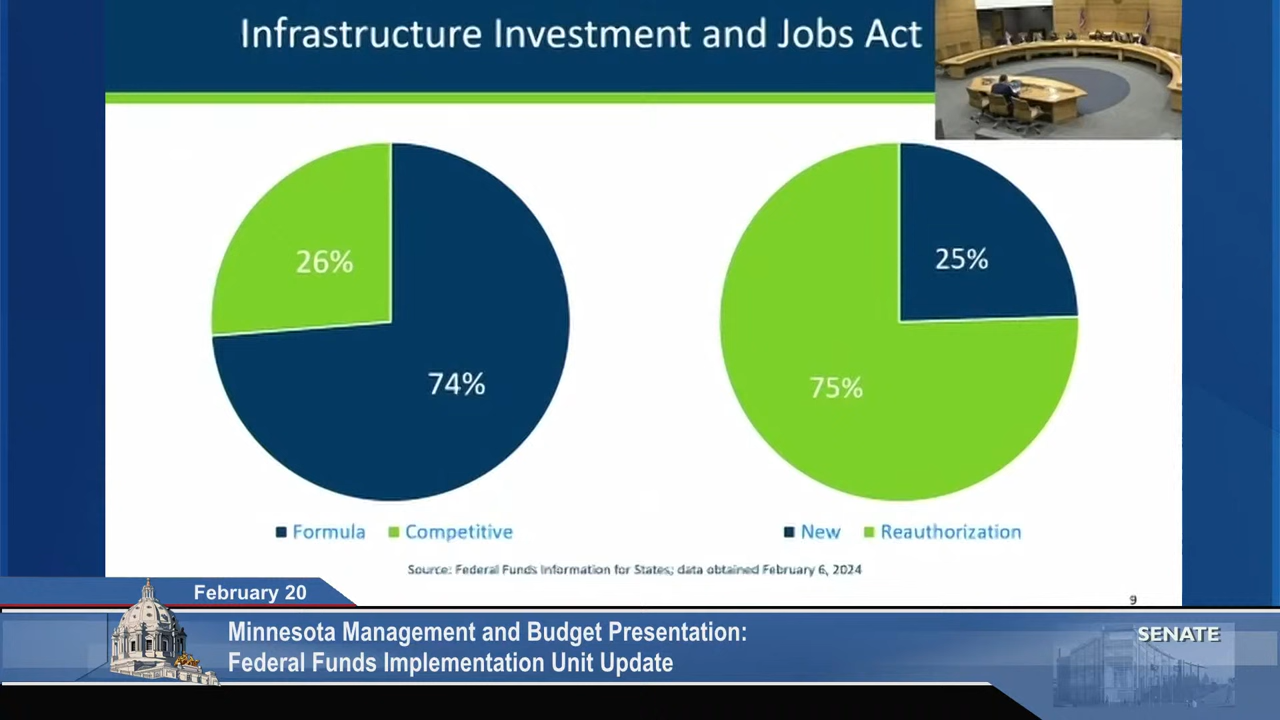 Infrastructure Investment and Jobs Act
26%
74%
25%
75%
Formula Competitive
New Reauthorization
Source: Federal Funds Information for States; data obtained February 6, 2024
9
February 20
Minnesota Management and Budget Presentation:
Federal Funds Implementation Unit Update
SENATE